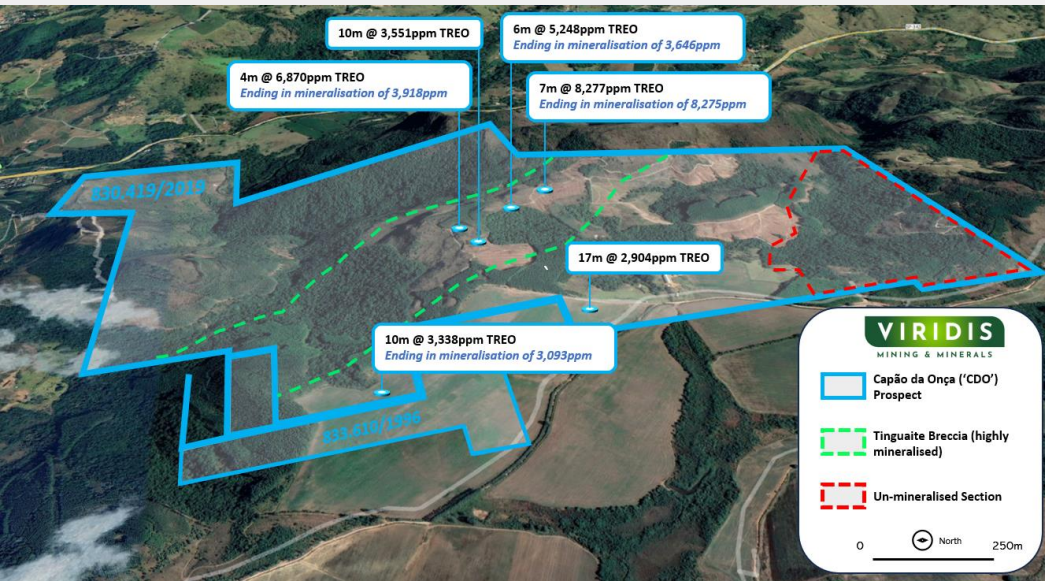 10m @ 3,551ppm TREO
6m @ 5,248ppm TREO
Ending in mineralisation of 3,646ppm
4m @ 6,870ppm TREO
Ending in mineralisation of 3,918ppm
7m @ 8,277ppm TREO
Ending in mineralisation of 8,275ppm
830.419/2019
17m @ 2,904ppm TREO
10m @ 3,338ppm TREO
Ending in mineralisation of 3,093ppm
833.610/1996
VIRIDIS
MINING & MINERALS
Capão da Onça ('CDO')
Prospect
Tinguaite Breccia (highly
mineralised)
Un-mineralised Section
North
0 250m